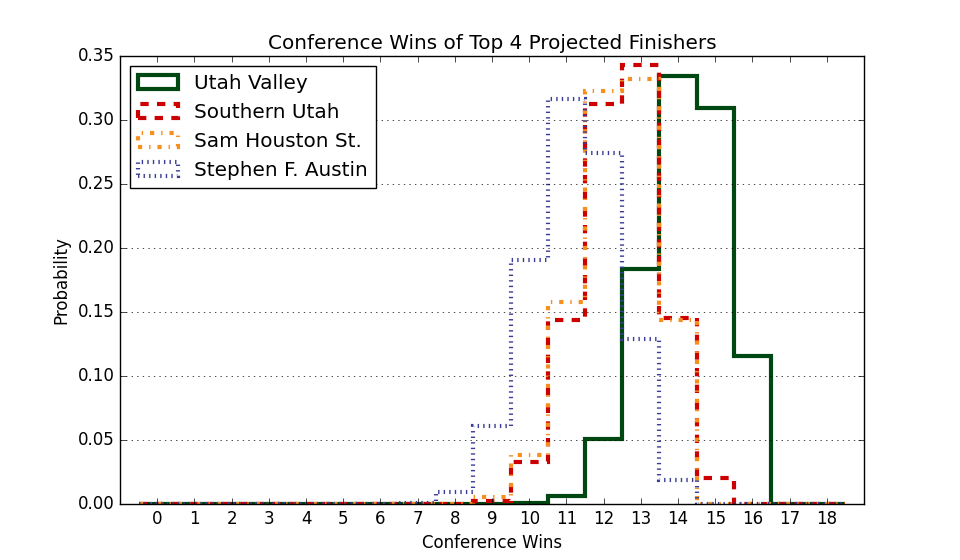 Conference Wins of Top 4 Projected Finishers
0.35
0.30
0.25
0.20
0.15
0.10
0.05
0.00
Probability
Utah Valley
Southern Utah
Sam Houston St.
Stephen F. Austin
0 1 2 3 4 5 6 7 8 9 10 11 12 13 14 15 16 17 18
Conference Wins